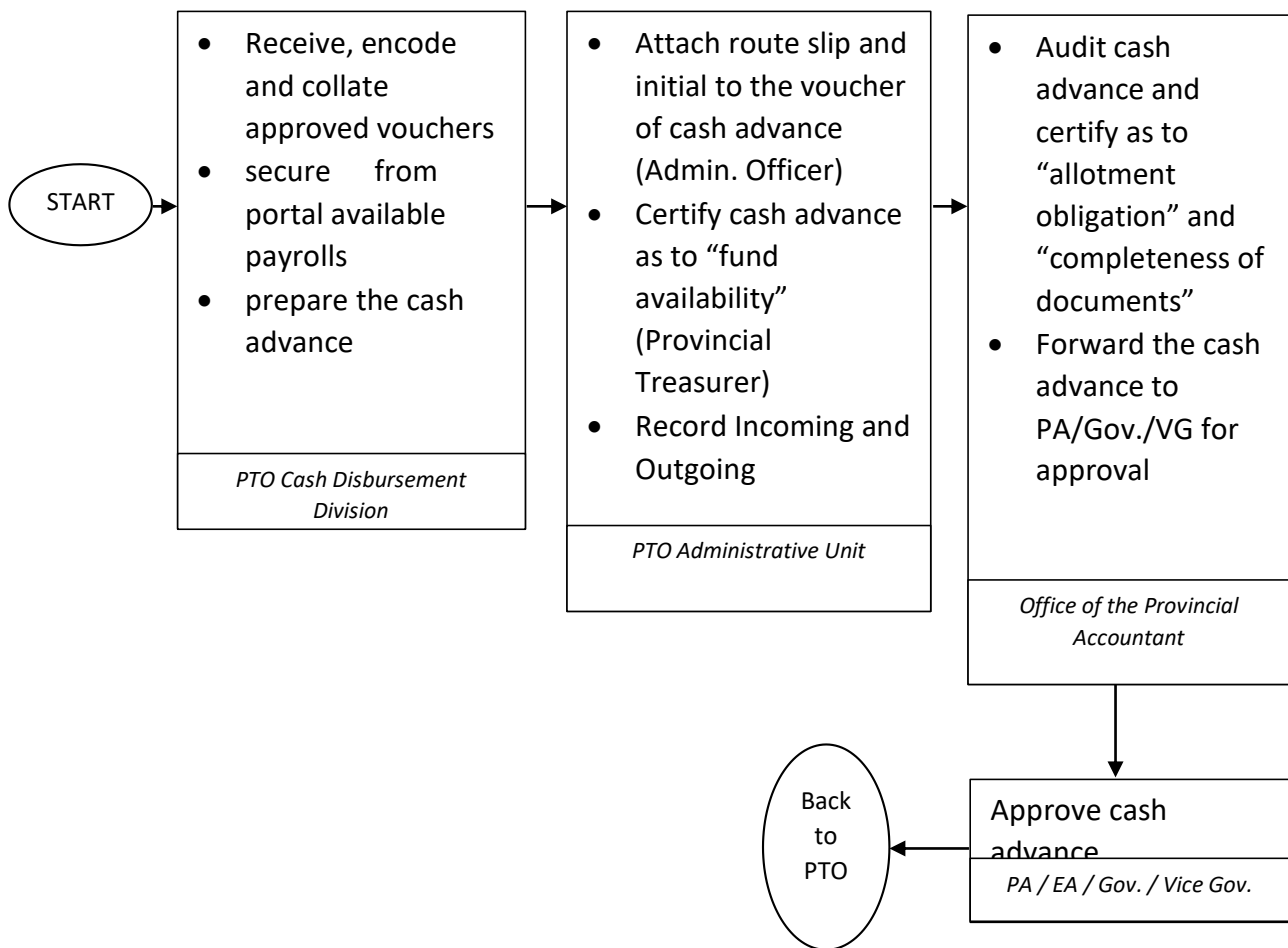 START
• Receive, encode
and collate
approved vouchers
• secure from
portal available
payrolls
• prepare the cash
advance
PTO Cash Disbursement
Division
• Attach route slip and
initial to the voucher
of cash advance
(Admin. Officer)
• Certify cash advance
as to “fund
availability”
(Provincial
Treasurer)
• Record Incoming and
Outgoing
PTO Administrative Unit
• Audit cash
advance and
certify as to
“allotment
obligation” and
“completeness of
documents”
• Forward the cash
advance to
PA/Gov./VG for
approval
Office of the Provincial
Accountant
Approve cash
advance
PA / EA / Gov. / Vice Gov.
Back
to
PTO